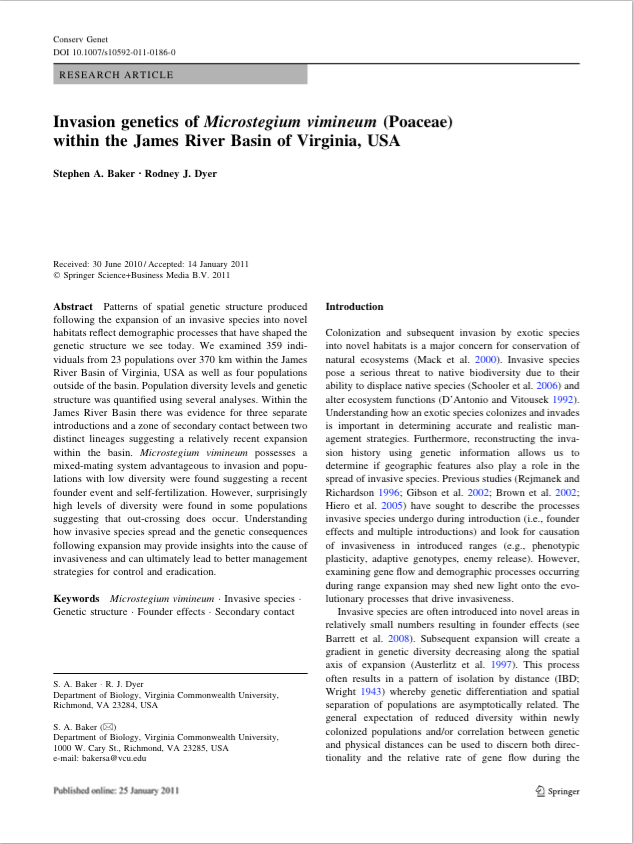 Conserv Genet
DOI 10.1007/s10592-011-0186-0
RESEARCH ARTICLE
Invasion genetics of Microstegium vimineum (Poaceae)
within the James River Basin of Virginia, USA
Stephen A. Baker · Rodney J. Dyer
Received: 30 June 2010 / Accepted: 14 January 2011
© Springer Science+Business Media B.V. 2011
Abstract Patterns of spatial genetic structure produced
following the expansion of an invasive species into novel
habitats reflect demographic processes that have shaped the
genetic structure we see today. We examined 359 indi-
viduals from 23 populations over 370 km within the James
River Basin of Virginia, USA as well as four populations
outside of the basin. Population diversity levels and genetic
structure was quantified using several analyses. Within the
James River Basin there was evidence for three separate
introductions and a zone of secondary contact between two
distinct lineages suggesting a relatively recent expansion
within the basin. Microstegium vimineum possesses a
mixed-mating system advantageous to invasion and popu-
lations with low diversity were found suggesting a recent
founder event and self-fertilization. However, surprisingly
high levels of diversity were found in some populations
suggesting that out-crossing does occur. Understanding
how invasive species spread and the genetic consequences
following expansion may provide insights into the cause of
invasiveness and can ultimately lead to better management
strategies for control and eradication.
Keywords Microstegium vimineum · Invasive species ·
Genetic structure · Founder effects · Secondary contact
S. A. Baker · R. J. Dyer
Department of Biology, Virginia Commonwealth University,
Richmond, VA 23284, USA
S. A. Baker (✉)
Department of Biology, Virginia Commonwealth University,
1000 W. Cary St., Richmond, VA 23285, USA
e-mail: bakersa@vcu.edu
Introduction
Colonization and subsequent invasion by exotic species
into novel habitats is a major concern for conservation of
natural ecosystems (Mack et al. 2000). Invasive species
pose a serious threat to native biodiversity due to their
ability to displace native species (Schooler et al. 2006) and
alter ecosystem functions (D'Antonio and Vitousek 1992).
Understanding how an exotic species colonizes and invades
is important in determining accurate and realistic man-
agement strategies. Furthermore, reconstructing the inva-
sion history using genetic information allows us to
determine if geographic features also play a role in the
spread of invasive species. Previous studies (Rejmanek and
Richardson 1996; Gibson et al. 2002; Brown et al. 2002;
Hiero et al. 2005) have sought to describe the processes
invasive species undergo during introduction (i.e., founder
effects and multiple introductions) and look for causation
of invasiveness in introduced ranges (e.g., phenotypic
plasticity, adaptive genotypes, enemy release). However,
examining gene flow and demographic processes occurring
during range expansion may shed new light onto the evo-
lutionary processes that drive invasiveness.
Invasive species are often introduced into novel areas in
relatively small numbers resulting in founder effects (see
Barrett et al. 2008). Subsequent expansion will create a
gradient in genetic diversity decreasing along the spatial
axis of expansion (Austerlitz et al. 1997). This process
often results in a pattern of isolation by distance (IBD;
Wright 1943) whereby genetic differentiation and spatial
separation of populations are asymptotically related. The
general expectation of reduced diversity within newly
colonized populations and/or correlation between genetic
and physical distances can be used to discern both direc-
tionality and the relative rate of gene flow during the
Published online: 25 January 2011
Springer